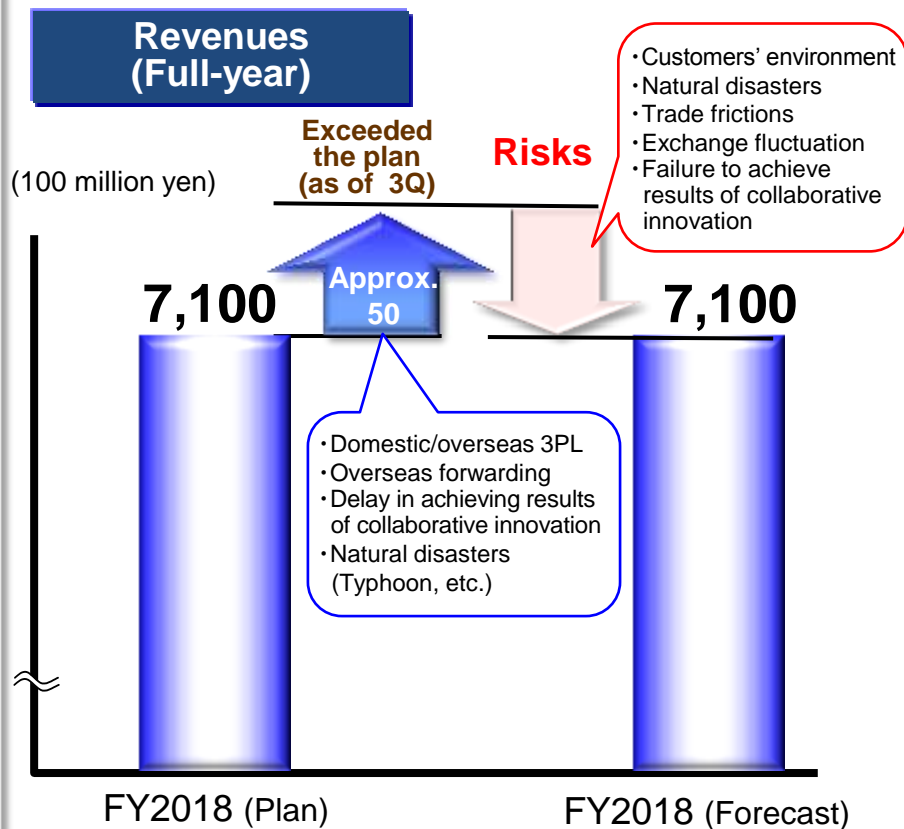 Revenues
(Full-year)
(100 million yen)
Exceeded
the plan
(as of 3Q)
Risks
・Customers’ environment
・Natural disasters
・Trade frictions
・Exchange fluctuation
・Failure to achieve
results of collaborative
innovation
7,100
Approx.
50
7,100
・Domestic/overseas 3PL
・Overseas forwarding
・Delay in achieving results
of collaborative innovation
・Natural disasters
(Typhoon, etc.)
FY2018 (Plan)
FY2018 (Forecast)